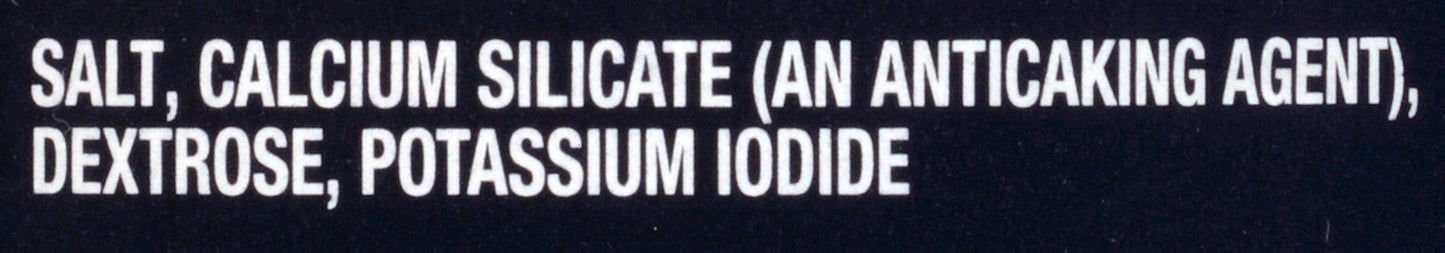 SALT, CALCIUM SILICATE (AN ANTICAKING AGENT),
DEXTROSE, POTASSIUM IODIDE